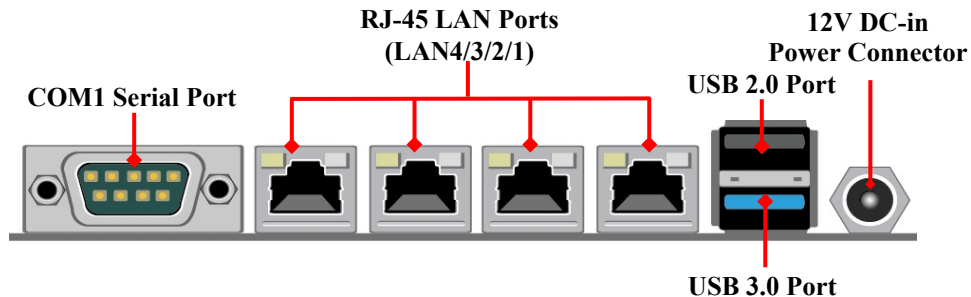 RJ-45 LAN Ports
(LAN4/3/2/1)
12V DC-in
Power Connector
COM1 Serial Port
USB 2.0 Port
USB 3.0 Port